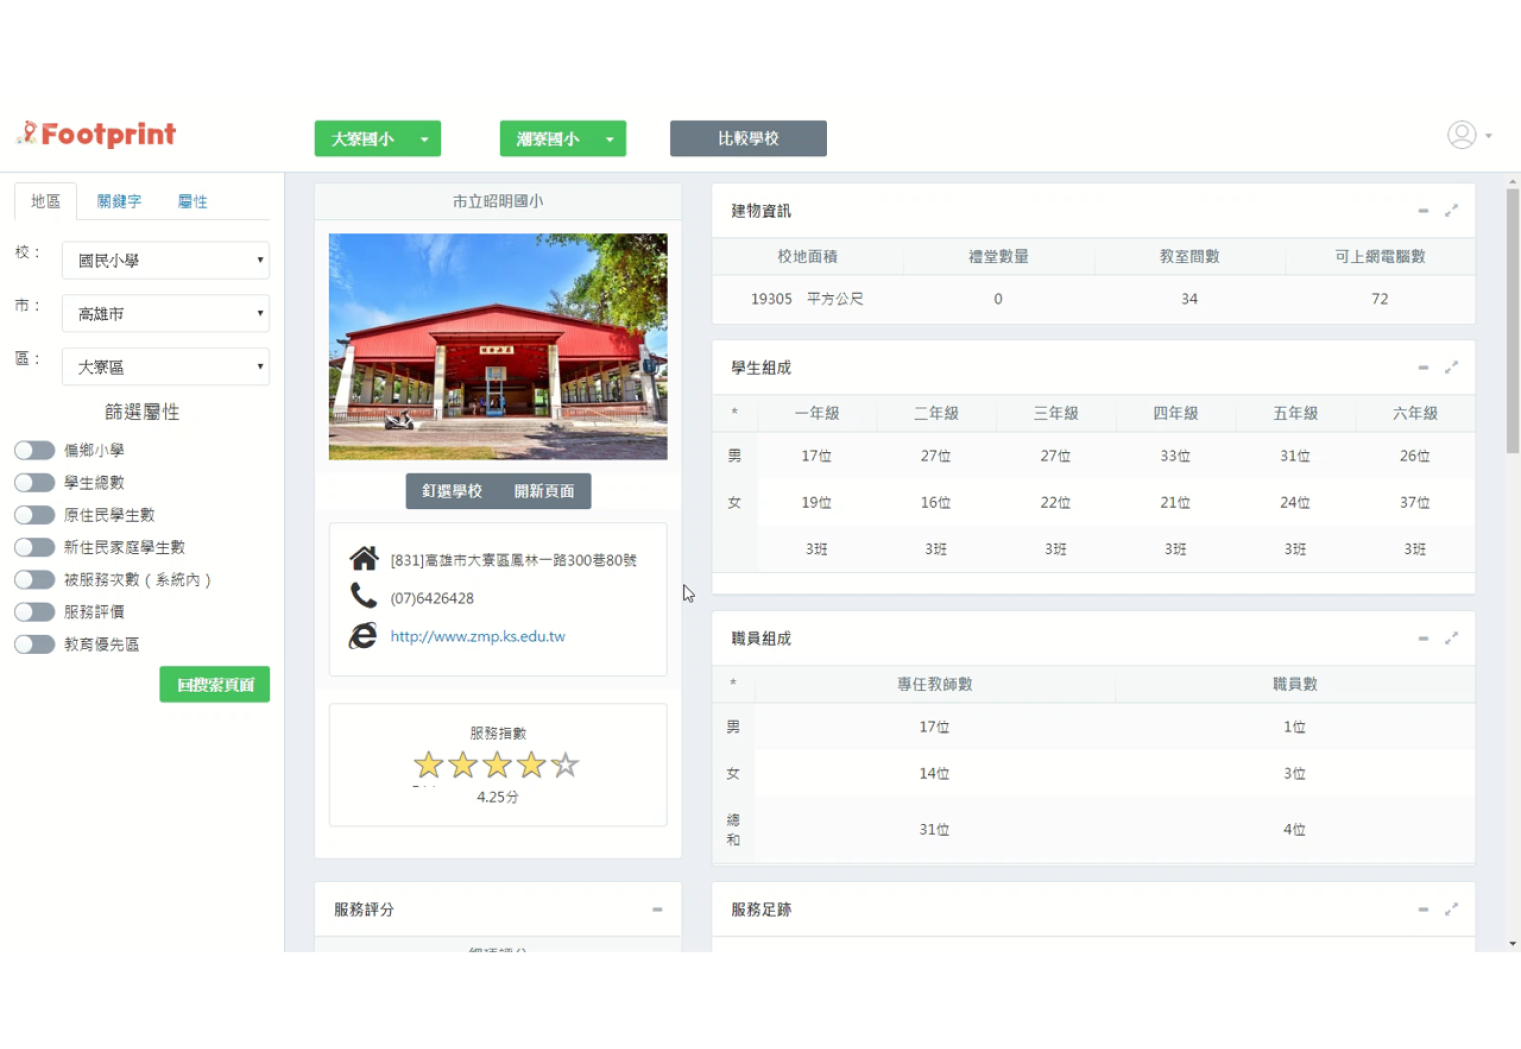 Footprint
大寮國小
潮寮國小
比較學校
地區 關鍵字 屬性
校：
國民小學
市：
高雄市
區：
大寮區
篩選屬性
偏鄉小學
學生總數
原住民學生數
新住民家庭學生數
被服務次數 ( 系統內 )
服務評價
教育優先區
回搜索頁面
市立昭明國小
釘選學校 開新頁面
[831]高雄市大寮區鳳林一路300巷80號
(07)6426428
http://www.zmp.ks.edu.tw
服務指數
4.25分
服務評分
建物資訊
校地面積 禮堂數量 教室間數 可上網電腦數
19305 平方公尺 0 34 72
學生組成
* 一年級 二年級 三年級 四年級 五年級 六年級
男 17位 27位 27位 33位 31位 26位
女 19位 16位 22位 21位 24位 37位
3班 3班 3班 3班 3班 3班
職員組成
* 專任教師數 職員數
男 17位 1位
女 14位 3位
總和 31位 4位
服務足跡